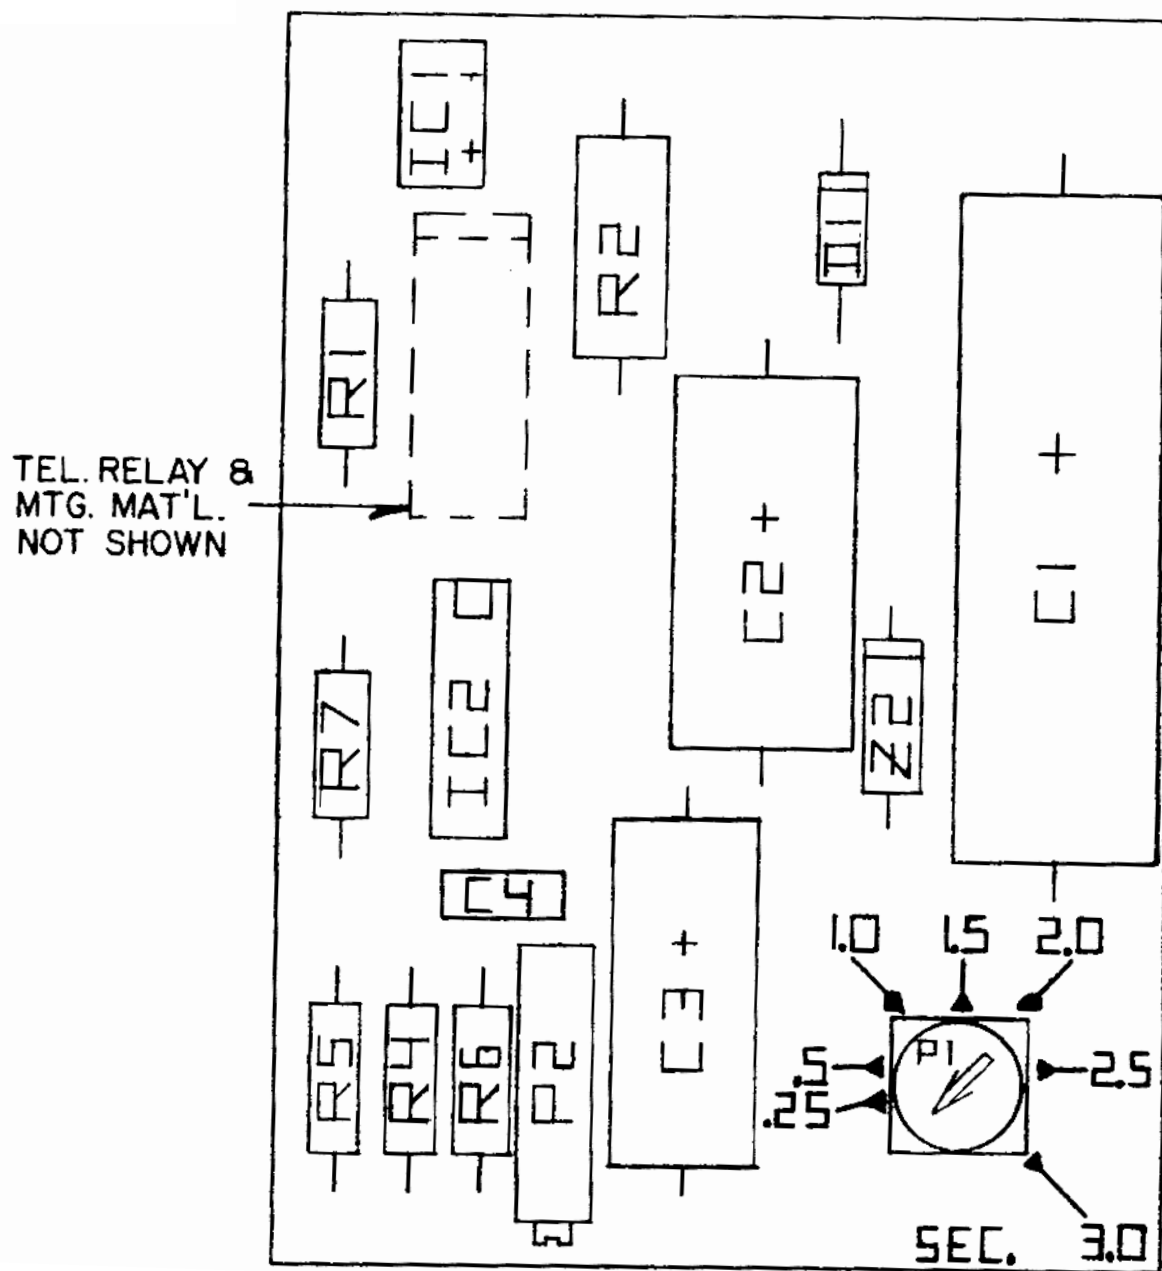 IC1
+
R2
D1
R1
TEL. RELAY &
MTG. MAT'L.
NOT SHOWN
C2 +
C1 +
IC2
R7
Z2
C4
C3 +
1.0 1.5 2.0
P1
.5 2.5
.25
R5 R4 R6 P2
SEC. 3.0